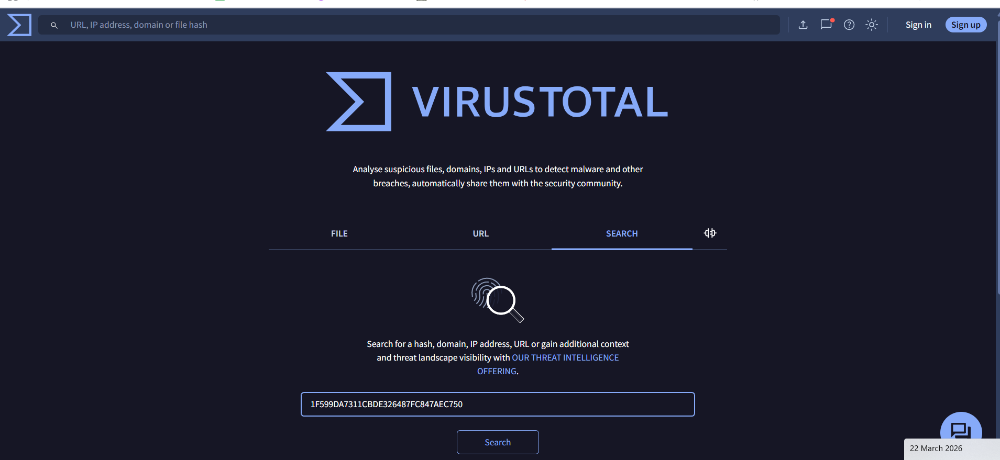 URL, IP address, domain or file hash
Sign in
Sign up
VIRUSTOTAL
Analyse suspicious files, domains, IPs and URLs to detect malware and other
breaches, automatically share them with the security community.
FILE
URL
SEARCH
Search for a hash, domain, IP address, URL or gain additional context
and threat landscape visibility with OUR THREAT INTELLIGENCE
OFFERING.
1F599DA7311CBDE326487FC847AEC750
Search
22 March 2026